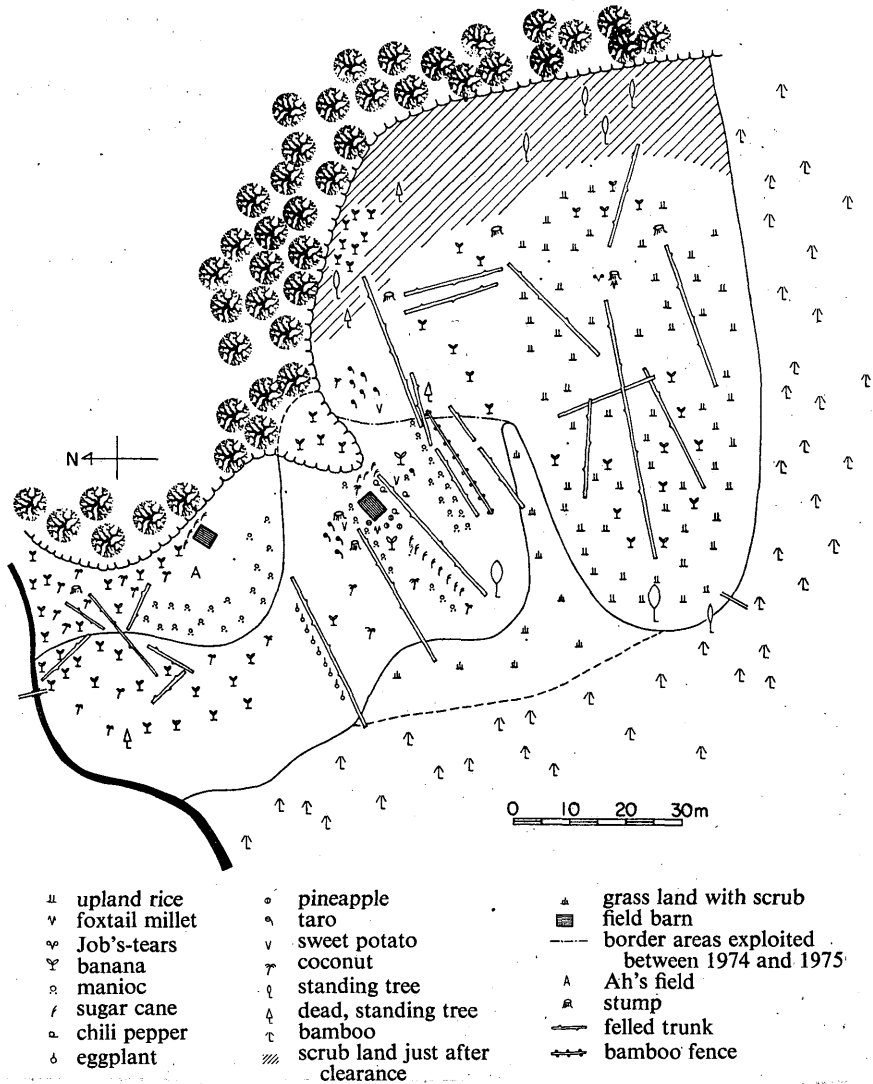 N
A
0 10 20 30m
upland rice
foxtail millet
Job's-tears
banana
manioc
sugar cane
chili pepper
eggplant
pineapple
taro
sweet potato
coconut
standing tree
dead, standing tree
bamboo
scrub land just after
clearance
grass land with scrub
field barn
border areas exploited
between 1974 and 1975
A Ah's field
stump
felled trunk
bamboo fence